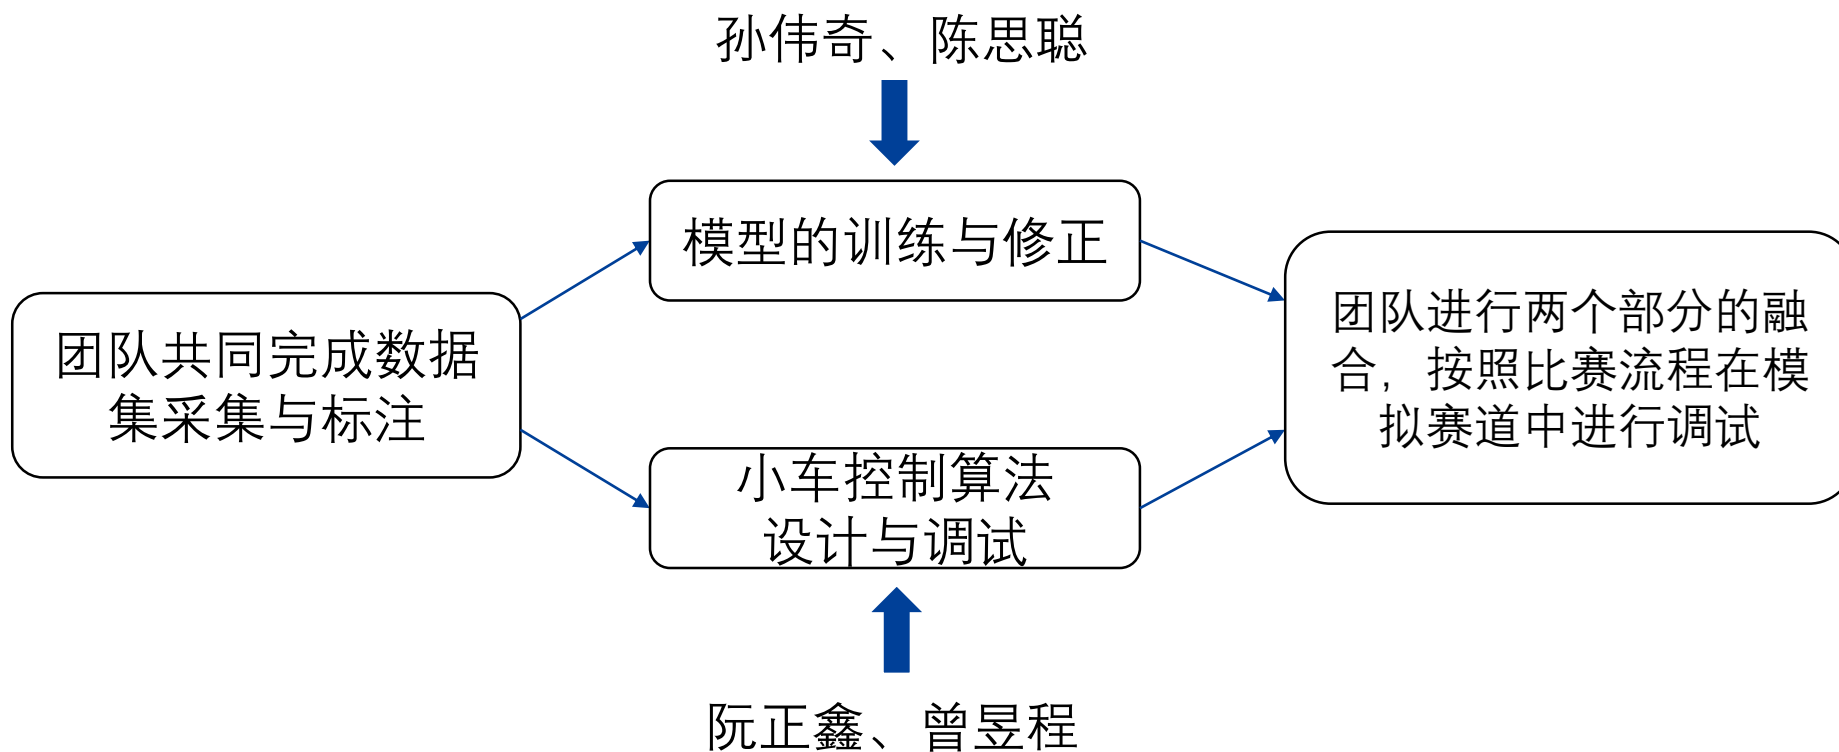 孙伟奇、陈思聪
模型的训练与修正
团队共同完成数据
集采集与标注
团队进行两个部分的融
合，按照比赛流程在模
拟赛道中进行调试
小车控制算法
设计与调试
阮正鑫、曾昱程